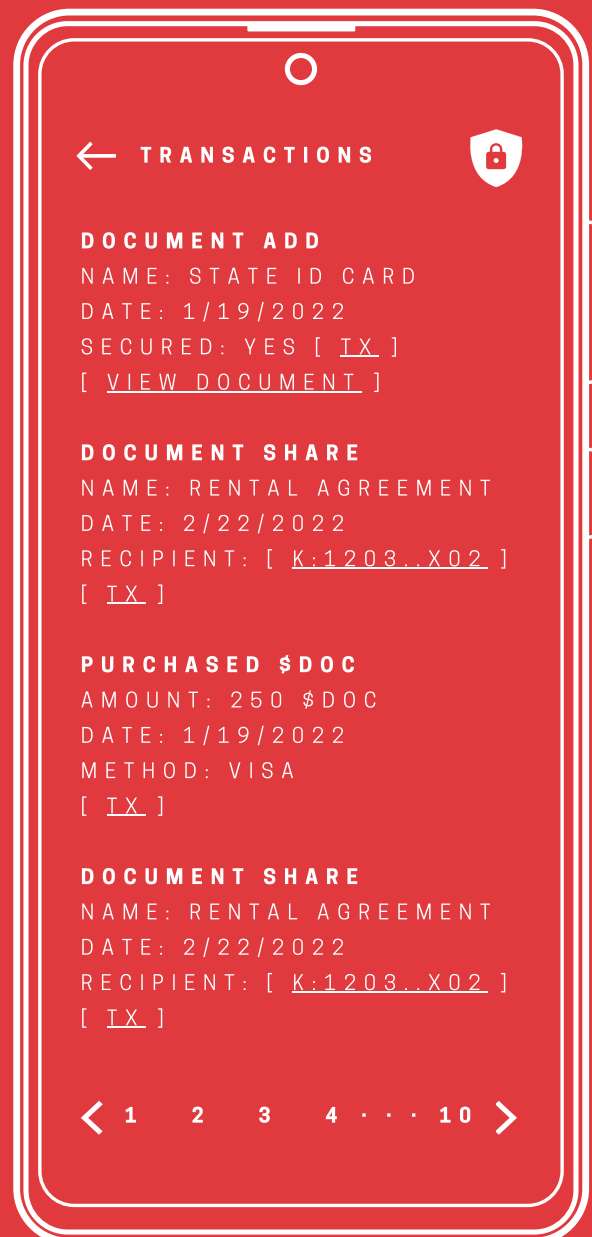 TRANSACTIONS
DOCUMENT ADD
NAME: STATE ID CARD
DATE: 1/19/2022
SECURED: YES [ TX ]
[ VIEW DOCUMENT ]
DOCUMENT SHARE
NAME: RENTAL AGREEMENT
DATE: 2/22/2022
RECIPIENT: [ K:1203..X02 ]
[ TX ]
PURCHASED $DOC
AMOUNT: 250 $DOC
DATE: 1/19/2022
METHOD: VISA
[ TX ]
DOCUMENT SHARE
NAME: RENTAL AGREEMENT
DATE: 2/22/2022
RECIPIENT: [ K:1203..X02 ]
[ TX ]
1 2 3 4 · · · 10